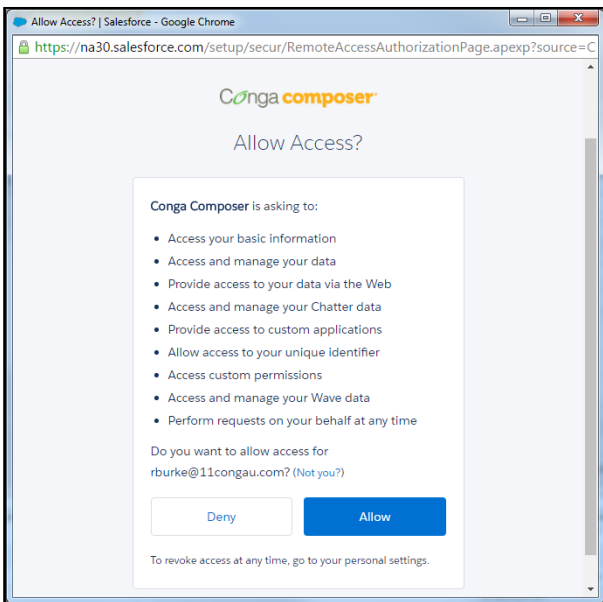 Allow Access? | Salesforce - Google Chrome
https://na30.salesforce.com/setup/secur/RemoteAccessAuthorizationPage.apexp?source=C
Conga composer
Allow Access?
Conga Composer is asking to:
• Access your basic information
• Access and manage your data
• Provide access to your data via the Web
• Access and manage your Chatter data
• Provide access to custom applications
• Allow access to your unique identifier
• Access custom permissions
• Access and manage your Wave data
• Perform requests on your behalf at any time
Do you want to allow access for
rburke@11congau.com? (Not you?)
Deny Allow
To revoke access at any time, go to your personal settings.